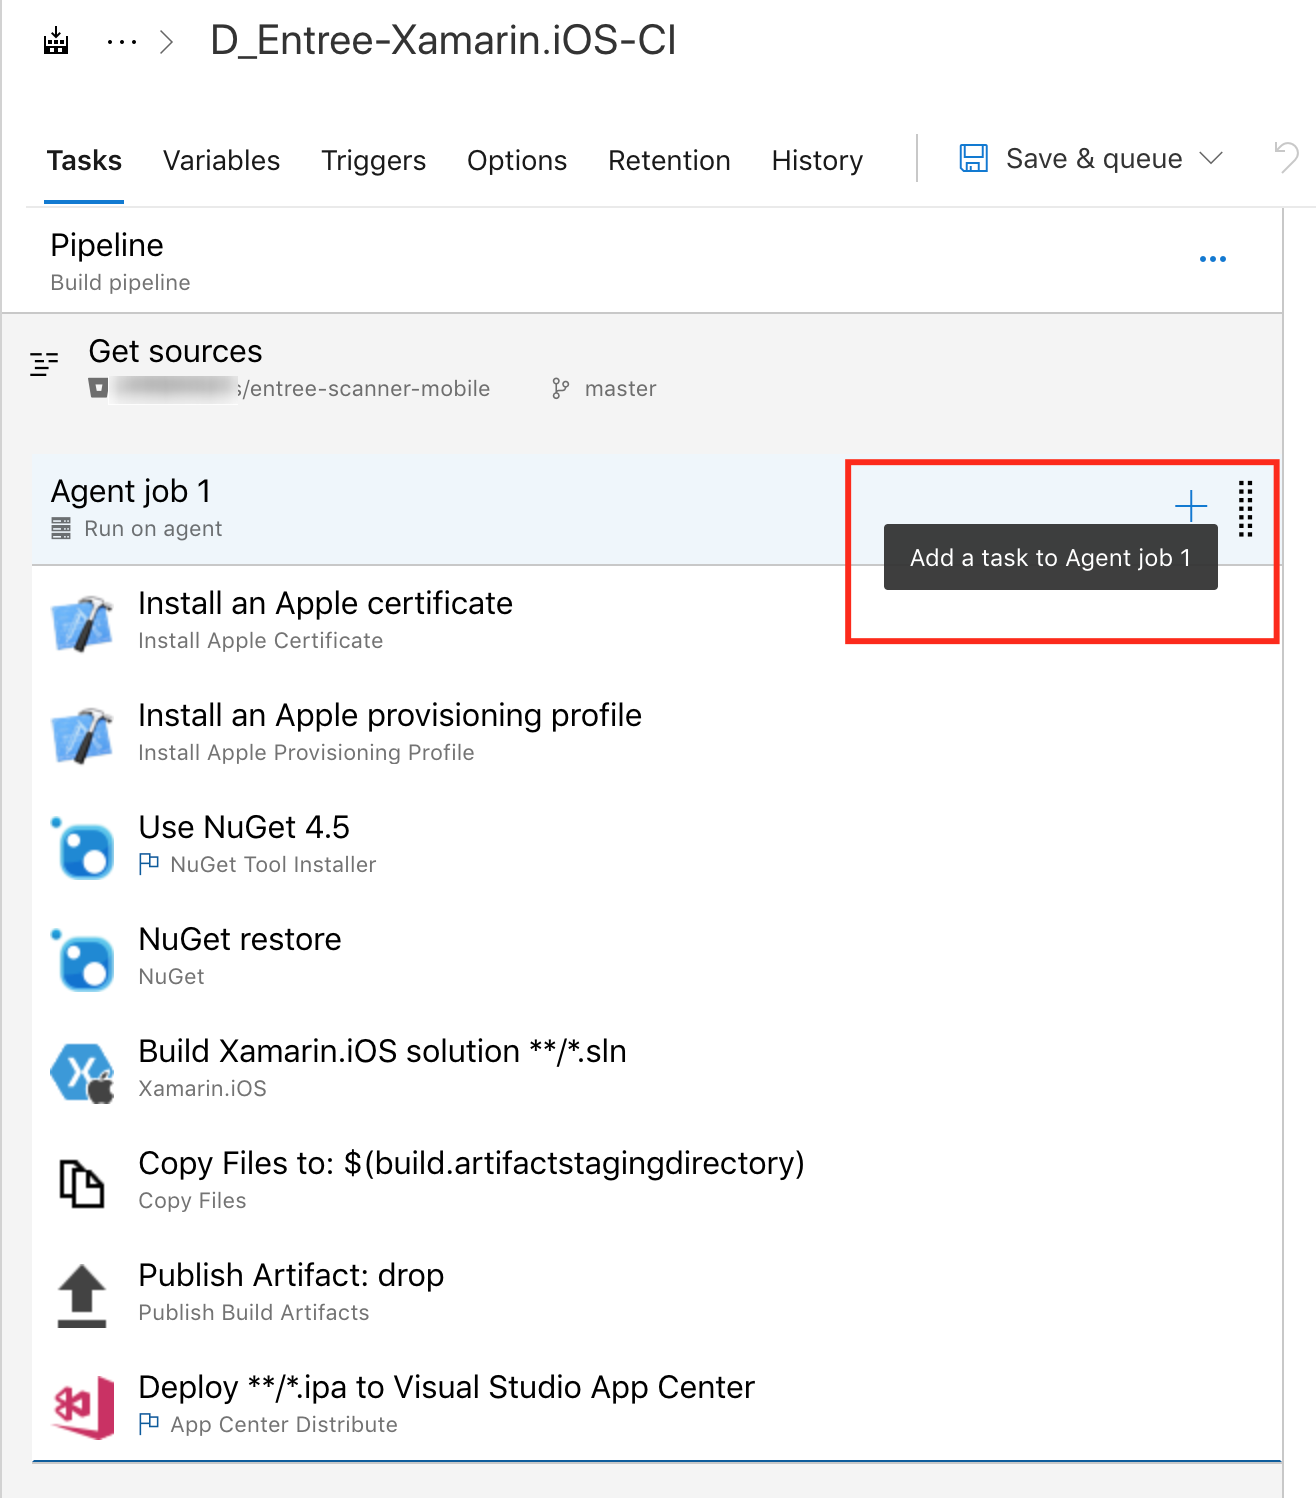 ... > D_Entree-Xamarin.iOS-CI
Tasks Variables Triggers Options Retention History Save & queue
Pipeline
Build pipeline
Get sources
/entree-scanner-mobile master
Agent job 1
Run on agent
Add a task to Agent job 1
Install an Apple certificate
Install Apple Certificate
Install an Apple provisioning profile
Install Apple Provisioning Profile
Use NuGet 4.5
NuGet Tool Installer
NuGet restore
NuGet
Build Xamarin.iOS solution **/*.sln
Xamarin.iOS
Copy Files to: $(build.artifactstagingdirectory)
Copy Files
Publish Artifact: drop
Publish Build Artifacts
Deploy **/*.ipa to Visual Studio App Center
App Center Distribute